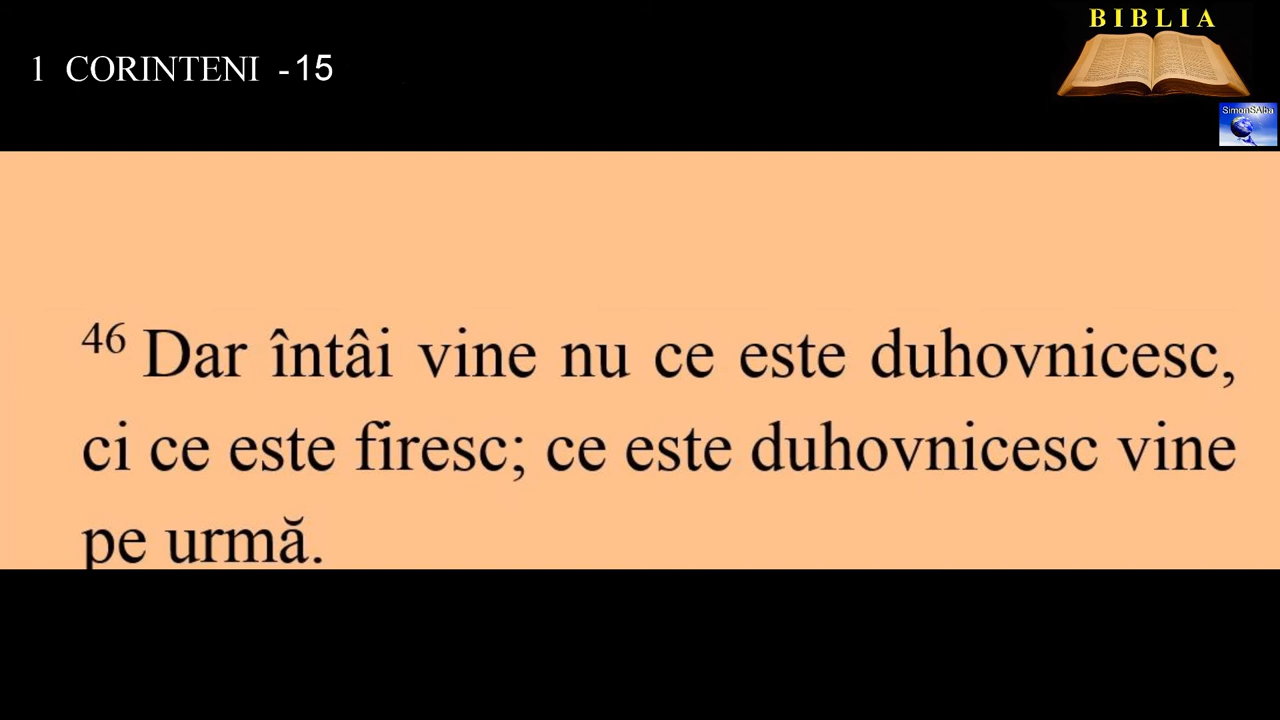 BIBLIA
1 CORINTENI - 15
SimonSAlba
46 Dar întâi vine nu ce este duhovnicesc,
ci ce este firesc; ce este duhovnicesc vine
pe urmă.